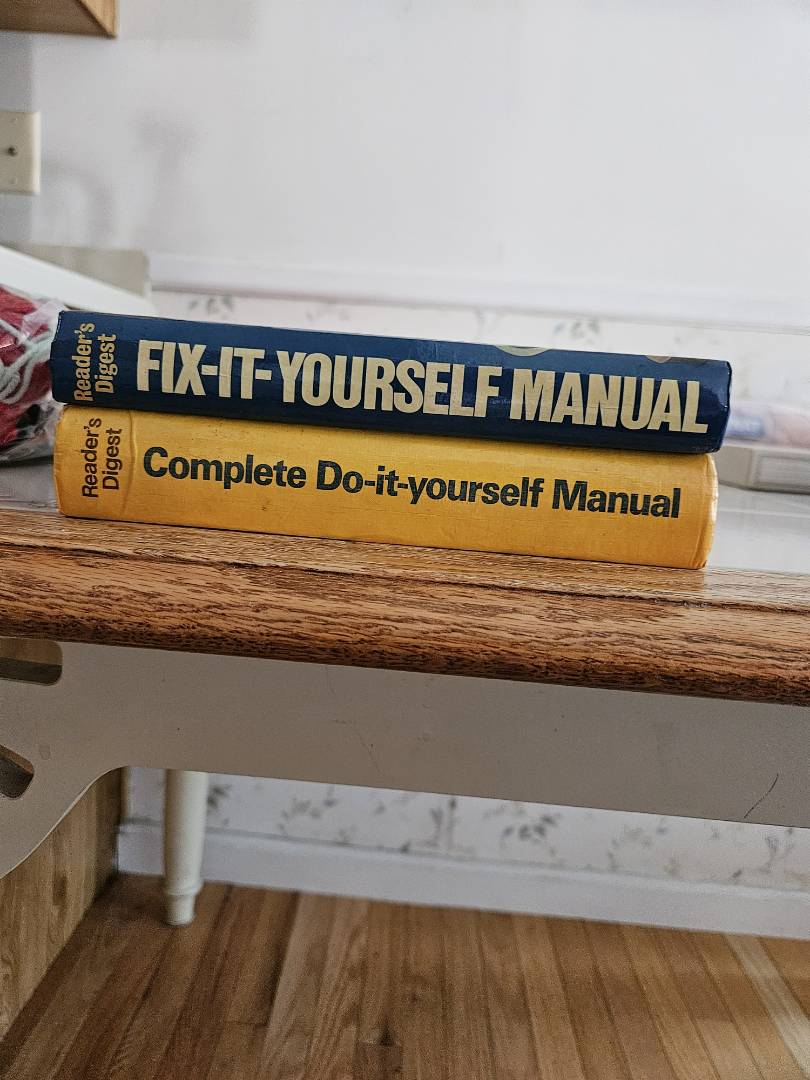 Reader's
Digest
FIX-IT-YOURSELF MANUAL
Reader's
Digest
Complete Do-it-yourself Manual